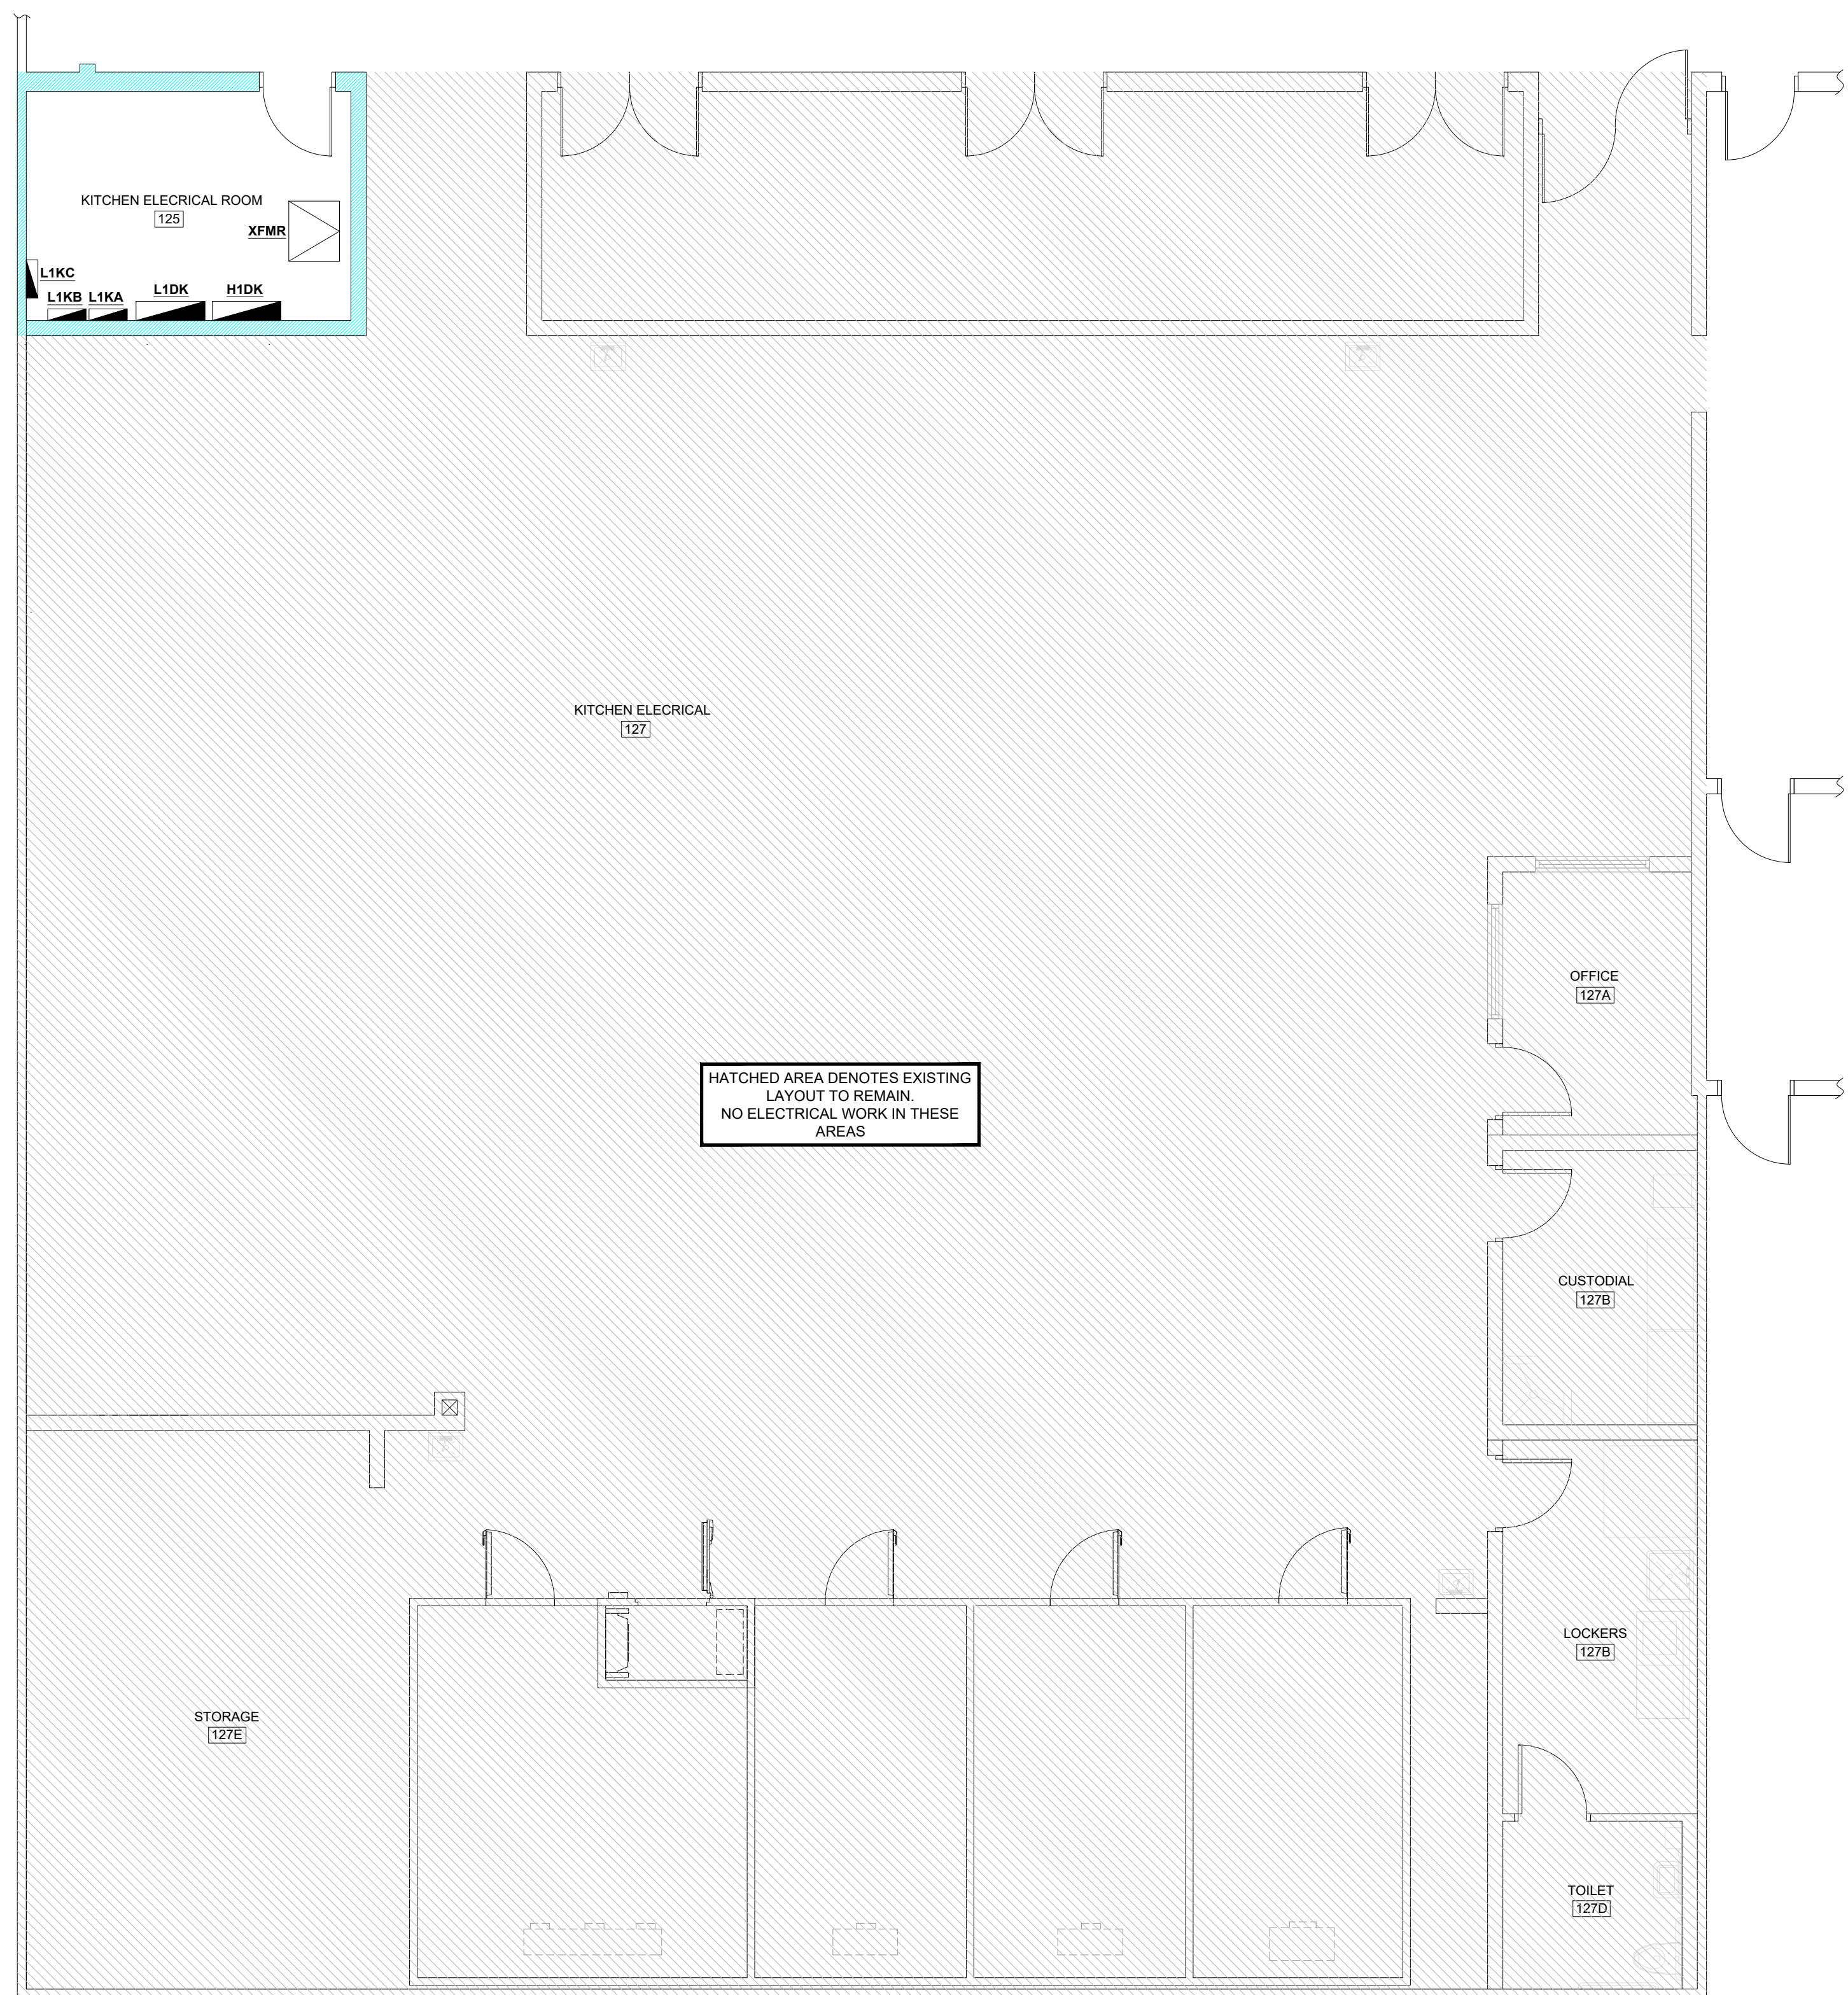 KITCHEN ELECRICAL ROOM
125
XFMR
L1KC
L1KB
L1KA
L1DK
H1DK
KITCHEN ELECRICAL
127
OFFICE
127A
HATCHED AREA DENOTES EXISTING
LAYOUT TO REMAIN.
NO ELECTRICAL WORK IN THESE
AREAS
CUSTODIAL
127B
LOCKERS
127B
STORAGE
127E
TOILET
127D